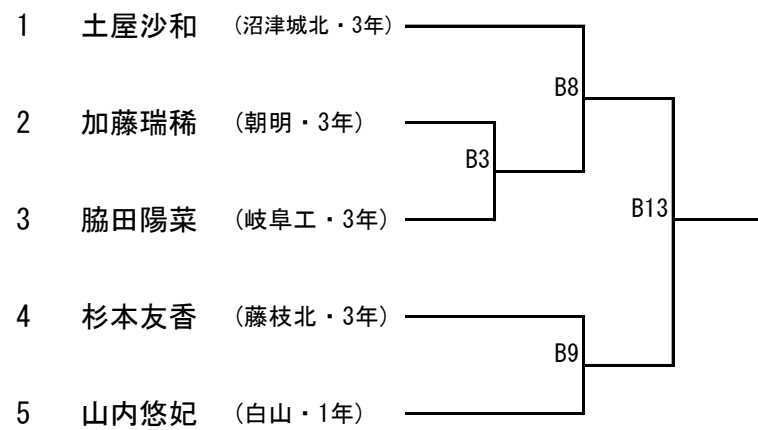 1 土屋沙和 (沼津城北・3年)
B8
2 加藤瑞稀 (朝明・3年)
B3
3 脇田陽菜 (岐阜工・3年)
B13
4 杉本友香 (藤枝北・3年)
B9
5 山内悠妃 (白山・1年)